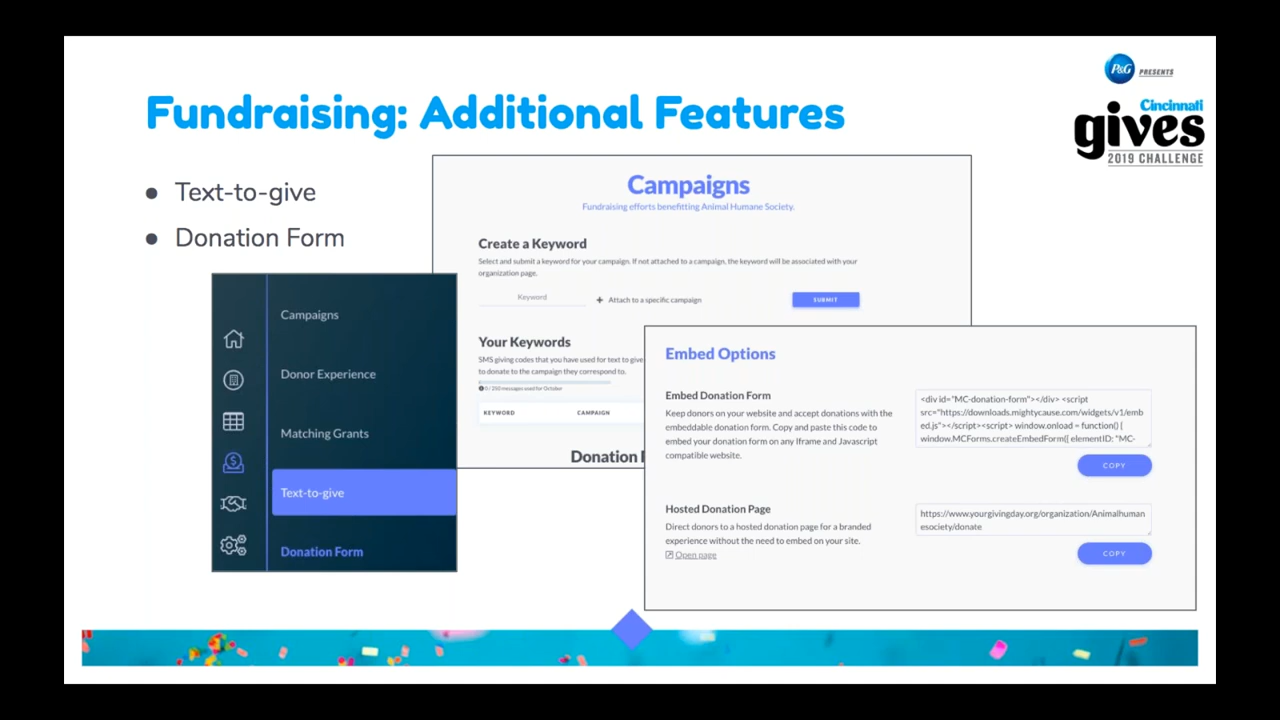 P&G PRESENTS
Cincinnati
gives
2019 CHALLENGE
Fundraising: Additional Features
● Text-to-give
● Donation Form
Campaigns
Fundraising efforts benefitting Animal Humane Society.
Create a Keyword
Select and submit a keyword for your campaign. If not attached to a campaign, the keyword will be associated with your
organization page.
Keyword
+ Attach to a specific campaign
SUBMIT
Your Keywords
SMS giving codes that you have used for text to give
to donate to the campaign they correspond to.
0 / 250 messages used for October
KEYWORD CAMPAIGN
Donation
Campaigns
Donor Experience
Matching Grants
Text-to-give
Donation Form
Embed Options
Embed Donation Form
Keep donors on your website and accept donations with the
embeddable donation form. Copy and paste this code to
embed your donation form on any Iframe and Javascript
compatible website.
<div id="MC-donation-form"></div> <script
src="https://downloads.mightycause.com/widgets/v1/emb
ed.js"></script><script> window.onload = function() {
window.MCForms.createEmbedForm({ elementID: "MC-
COPY
Hosted Donation Page
Direct donors to a hosted donation page for a branded
experience without the need to embed on your site.
Open page
https://www.yourgivingday.org/organization/Animalhuman
esociety/donate
COPY